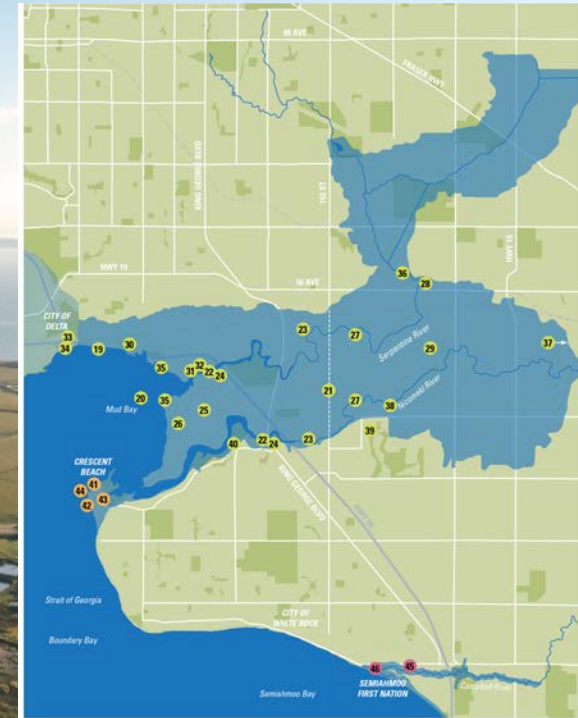 88 AVE
FRASER HWY
KING GEORGE BLVD
152 ST
HWY 15
HWY 10
56 AVE
36
28
CITY OF
DELTA
33
34
19
30
23
27
Serpentine River
29
37
35
31
32
22
24
20
35
25
26
Mud Bay
21
27
38
Nicomekl River
39
40
22
24
23
KING GEORGE BLVD
HWY 99
CRESCENT
BEACH
44
41
42
43
Strait of Georgia
Boundary Bay
CITY OF
WHITE ROCK
46
45
SEMIAHMOO
FIRST NATION
Campbell River
Semiahmoo Bay